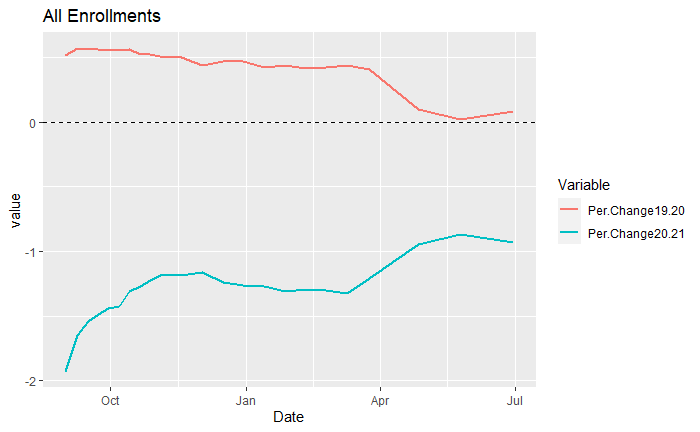 All Enrollments
value
0
-1
-2
Oct
Jan
Apr
Jul
Date
Variable
Per.Change19.20
Per.Change20.21